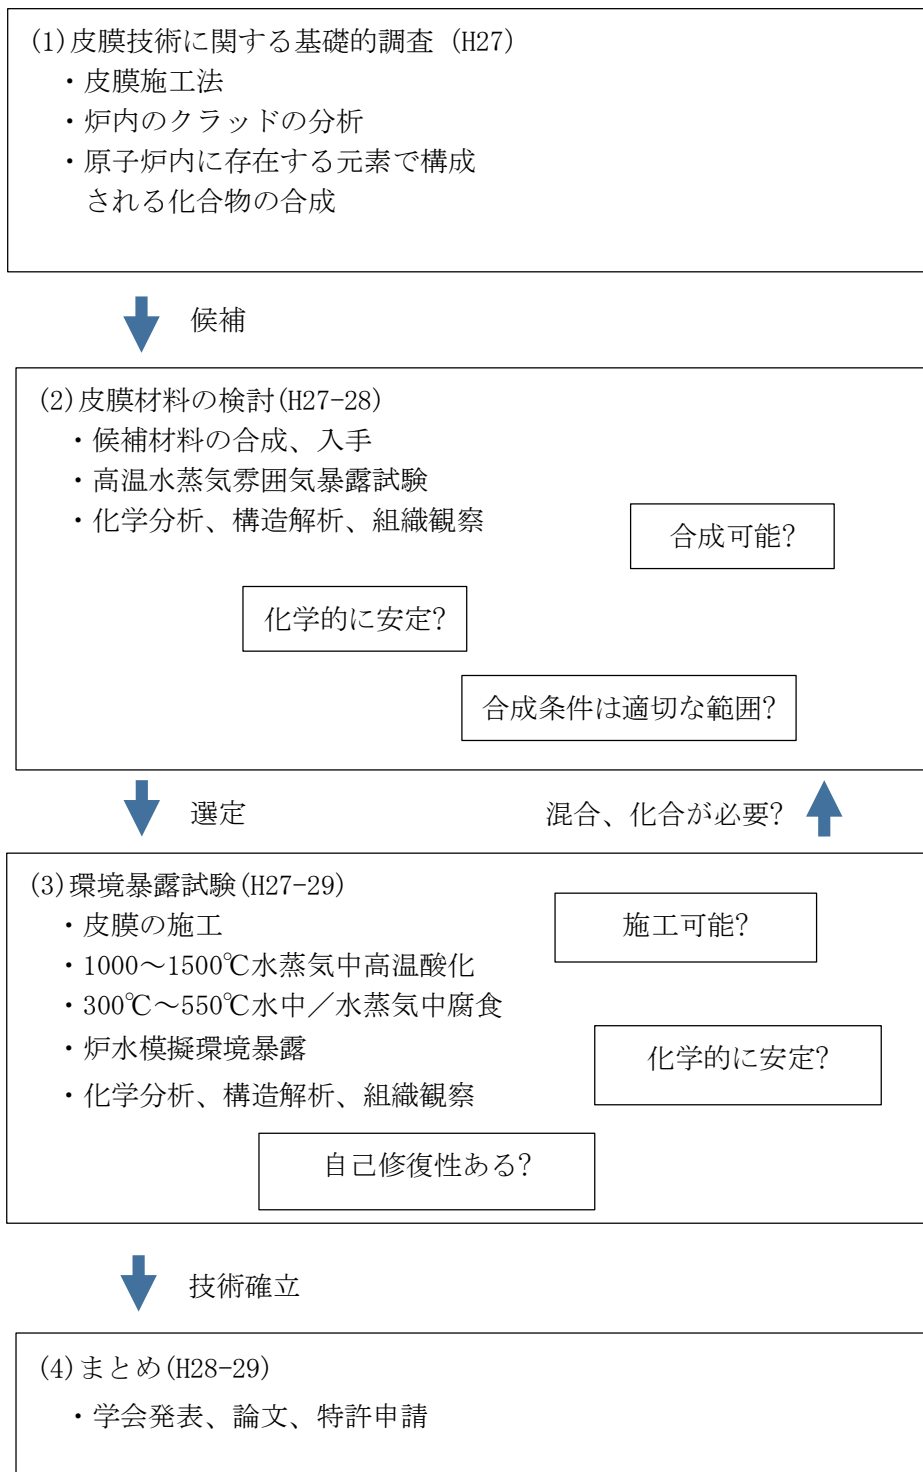 (1)皮膜技術に関する基礎的調査 (H27)
・皮膜施工法
・炉内のクラッドの分析
・原子炉内に存在する元素で構成
される化合物の合成
候補
(2)皮膜材料の検討(H27-28)
・候補材料の合成、入手
・高温水蒸気雰囲気暴露試験
・化学分析、構造解析、組織観察
合成可能?
化学的に安定?
合成条件は適切な範囲?
選定
混合、化合が必要?
(3)環境暴露試験(H27-29)
・皮膜の施工
・1000～1500℃水蒸気中高温酸化
・300℃～550℃水中／水蒸気中腐食
・炉水模擬環境暴露
・化学分析、構造解析、組織観察
施工可能?
化学的に安定?
自己修復性ある?
技術確立
(4)まとめ(H28-29)
・学会発表、論文、特許申請